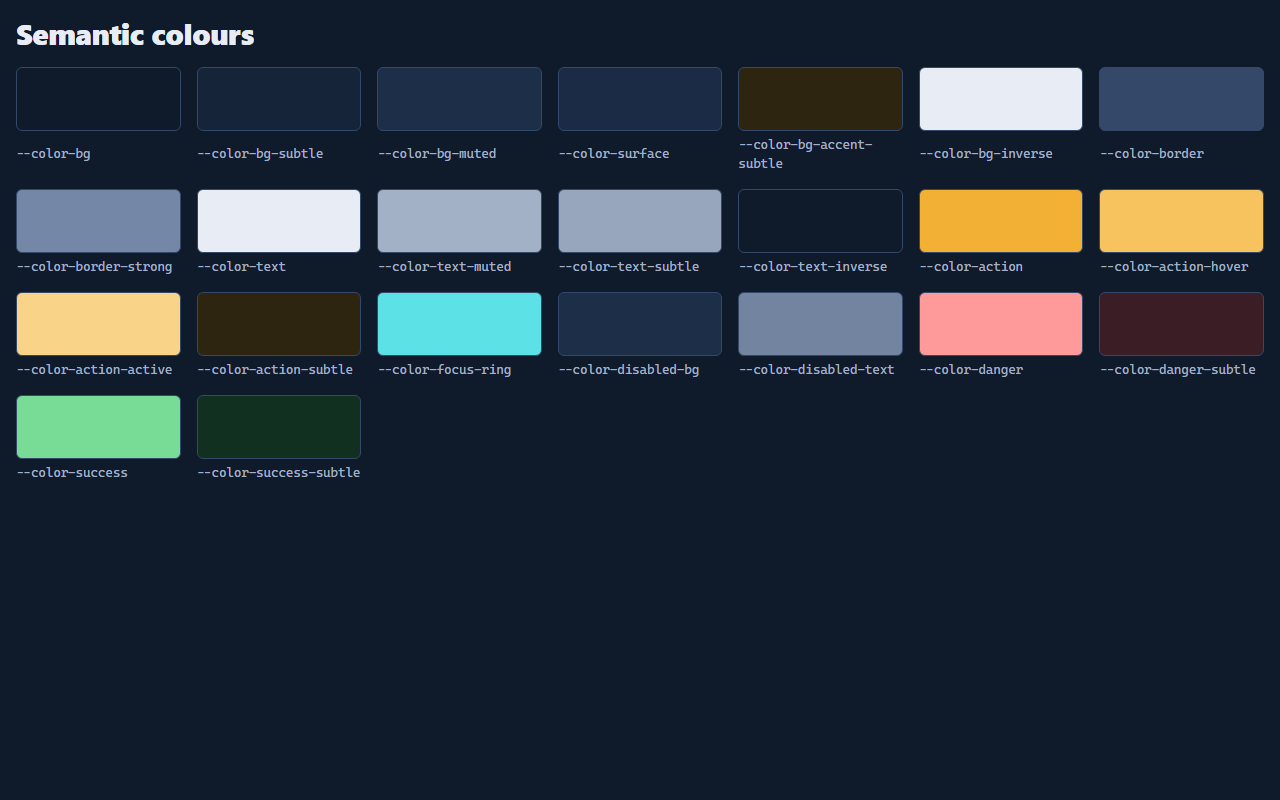 Semantic colours
--color-bg
--color-bg-subtle
--color-bg-muted
--color-surface
--color-bg-accent-
subtle
--color-bg-inverse
--color-border
--color-border-strong
--color-text
--color-text-muted
--color-text-subtle
--color-text-inverse
--color-action
--color-action-hover
--color-action-active
--color-action-subtle
--color-focus-ring
--color-disabled-bg
--color-disabled-text
--color-danger
--color-danger-subtle
--color-success
--color-success-subtle